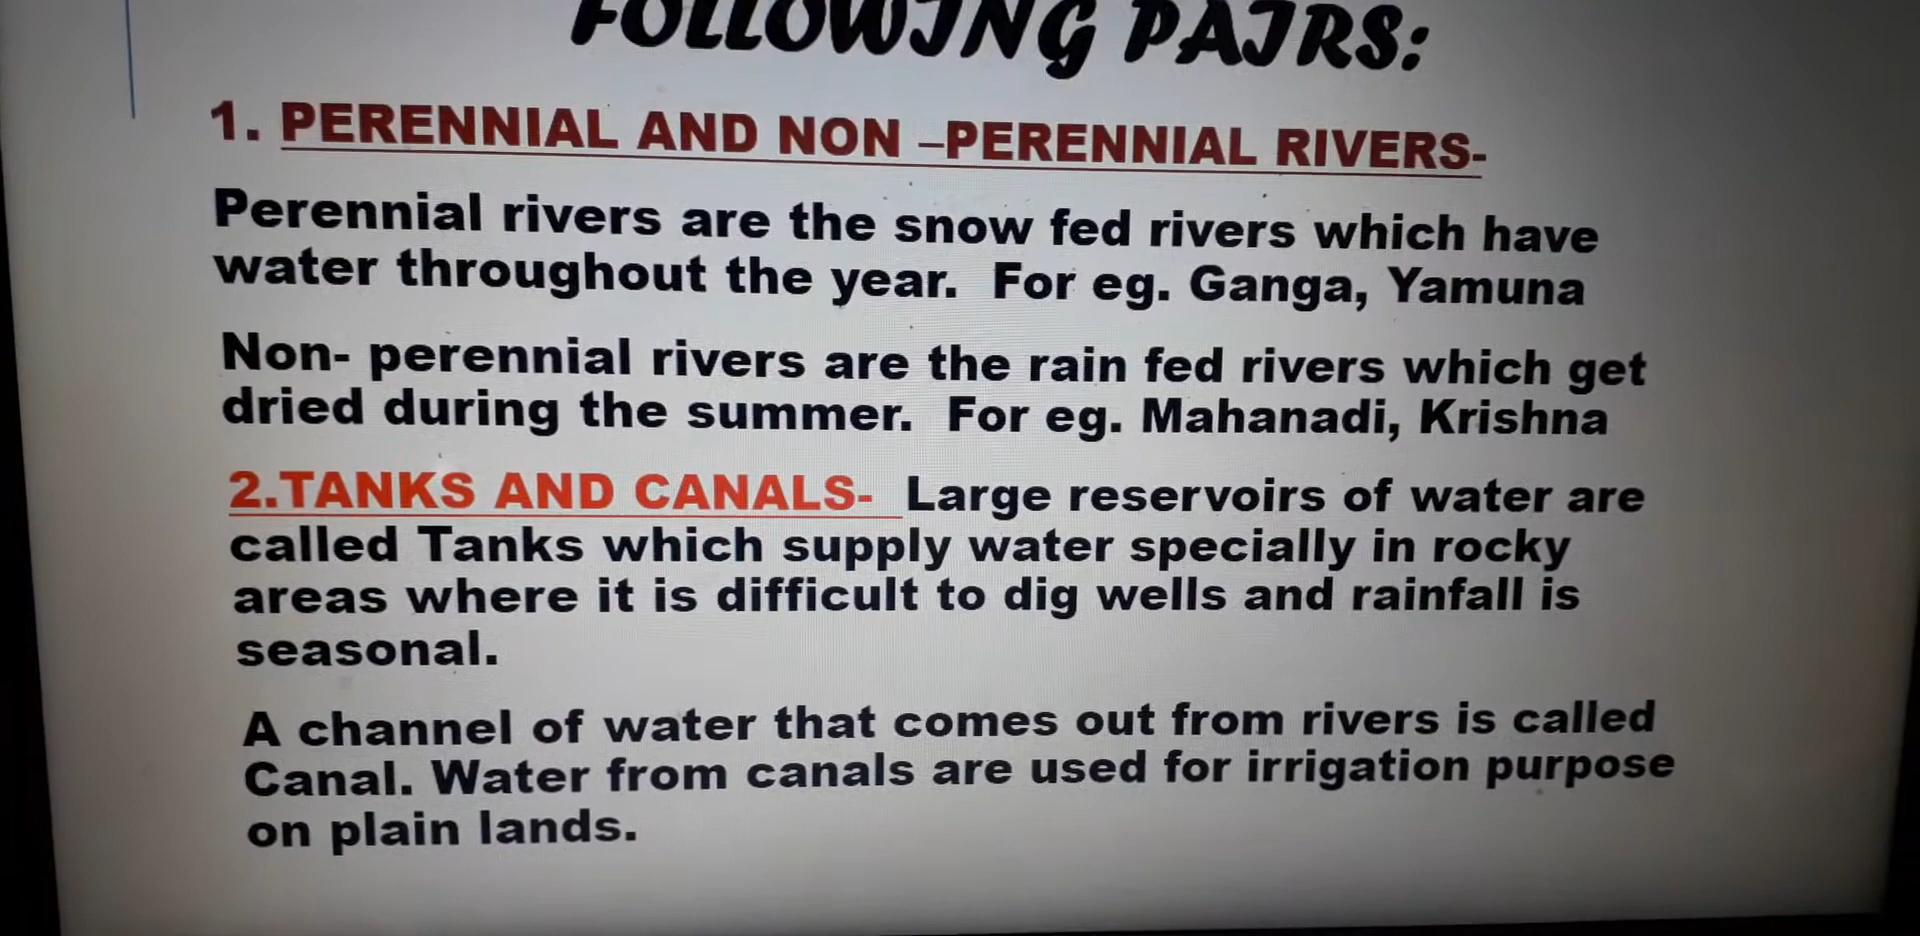 FOLLOWING PAIRS:
1. PERENNIAL AND NON –PERENNIAL RIVERS-
Perennial rivers are the snow fed rivers which have
water throughout the year. For eg. Ganga, Yamuna
Non- perennial rivers are the rain fed rivers which get
dried during the summer. For eg. Mahanadi, Krishna
2.TANKS AND CANALS- Large reservoirs of water are
called Tanks which supply water specially in rocky
areas where it is difficult to dig wells and rainfall is
seasonal.
A channel of water that comes out from rivers is called
Canal. Water from canals are used for irrigation purpose
on plain lands.